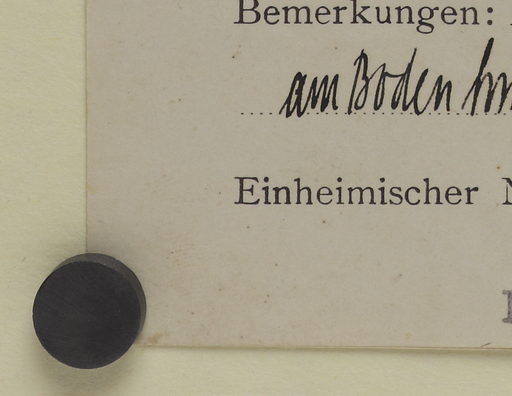 Bemerkungen:
am Boden
Einheimischer